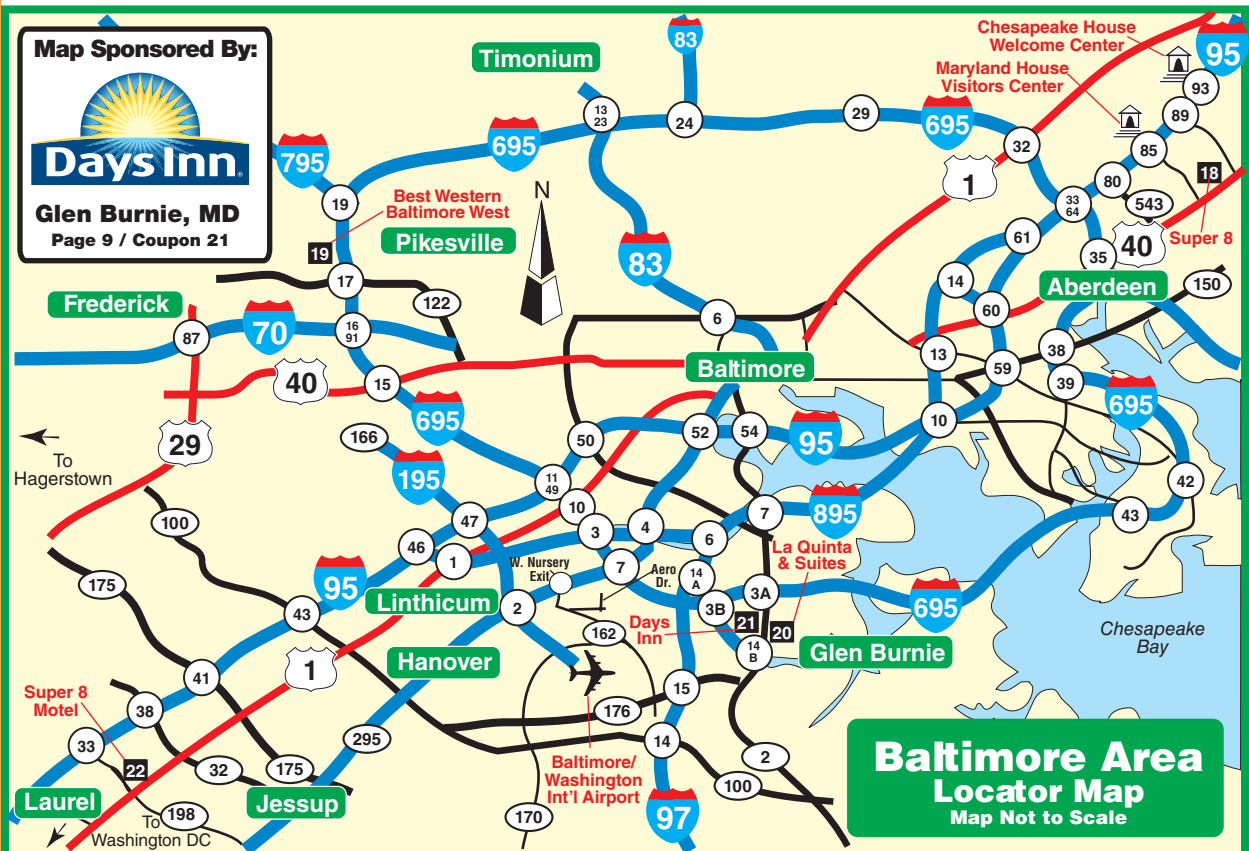 Map Sponsored By:
Days Inn
Glen Burnie, MD
Page 9 / Coupon 21
Timonium
83
Chesapeake House
Welcome Center
95
Maryland House
Visitors Center
93
89
85
80
18
Super 8
543
40
35
33
64
32
1
695
29
24
13
23
695
795
19
Best Western
Baltimore West
Pikesville
19
17
122
N
83
6
61
14
60
Aberdeen
150
Frederick
87
70
16
91
40
15
29
To
Hagerstown
695
166
195
Baltimore
13
59
38
39
695
10
50
52
54
95
11
49
10
42
43
47
46
1
3
4
6
7
895
7
W. Nursery
Exit
Aero
Dr.
14
A
3B
3A
La Quinta
& Suites
695
Days
Inn
21
20
14
B
Glen Burnie
Chesapeake
Bay
100
175
95
Linthicum
43
2
162
Hanover
1
41
38
33
Super 8
Motel
22
32
175
295
176
15
14
Baltimore/
Washington
Int'l Airport
170
97
100
2
Laurel
Jessup
198
To
Washington DC
Baltimore Area
Locator Map
Map Not to Scale